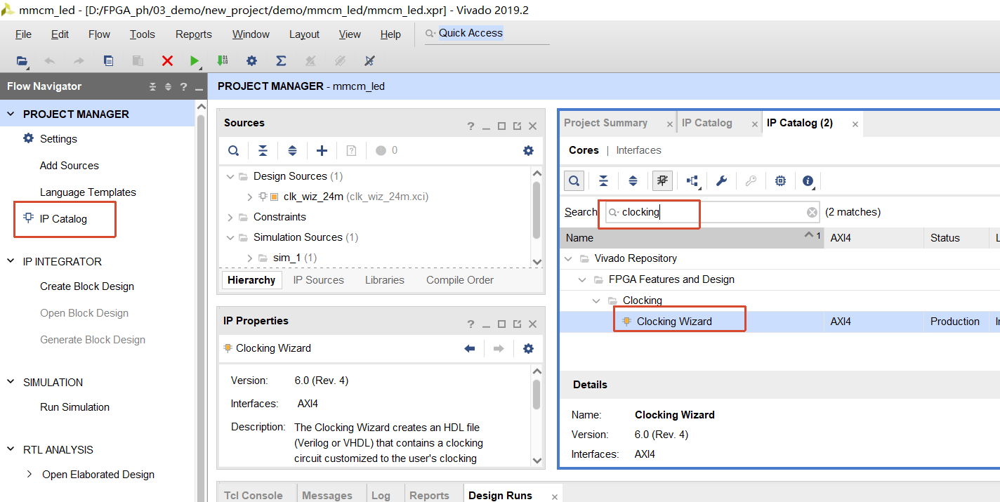 mmcm_led - [D:/FPGA_ph/03_demo/new_project/demo/mmcm_led/mmcm_led.xpr] - Vivado 2019.2
File Edit Flow Tools Reports Window Layout View Help Quick Access
Flow Navigator
PROJECT MANAGER
Settings
Add Sources
Language Templates
IP Catalog
IP INTEGRATOR
Create Block Design
Open Block Design
Generate Block Design
SIMULATION
Run Simulation
RTL ANALYSIS
Open Elaborated Design
PROJECT MANAGER - mmcm_led
Sources
0
Design Sources (1)
clk_wiz_24m (clk_wiz_24m.xci)
Constraints
Simulation Sources (1)
sim_1 (1)
Hierarchy IP Sources Libraries Compile Order
IP Properties
Clocking Wizard
Version: 6.0 (Rev. 4)
Interfaces: AXI4
Description: The Clocking Wizard creates an HDL file
(Verilog or VHDL) that contains a clocking
circuit customized to the user's clocking
Project Summary IP Catalog IP Catalog (2)
Cores | Interfaces
Search clocking (2 matches)
Name 1 AXI4 Status
Vivado Repository
FPGA Features and Design
Clocking
Clocking Wizard AXI4 Production
Details
Name: Clocking Wizard
Version: 6.0 (Rev. 4)
Interfaces: AXI4
Tcl Console Messages Log Reports Design Runs